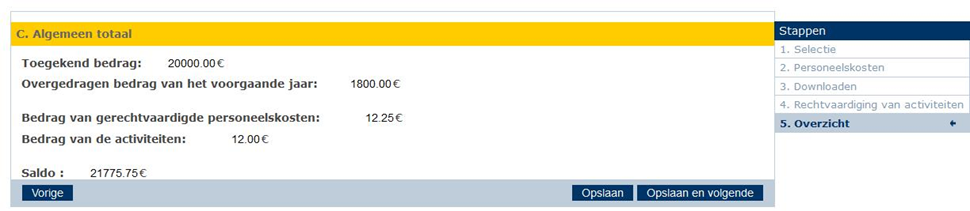 C. Algemeen totaal
Toegekend bedrag: 20000.00€
Overgedragen bedrag van het voorgaande jaar: 1800.00€
Bedrag van gerechtvaardigde personeelskosten: 12.25€
Bedrag van de activiteiten: 12.00€
Saldo : 21775.75€
Vorige Opslaan Opslaan en volgende
Stappen
1. Selectie
2. Personeelskosten
3. Downloaden
4. Rechtvaardiging van activiteiten
5. Overzicht